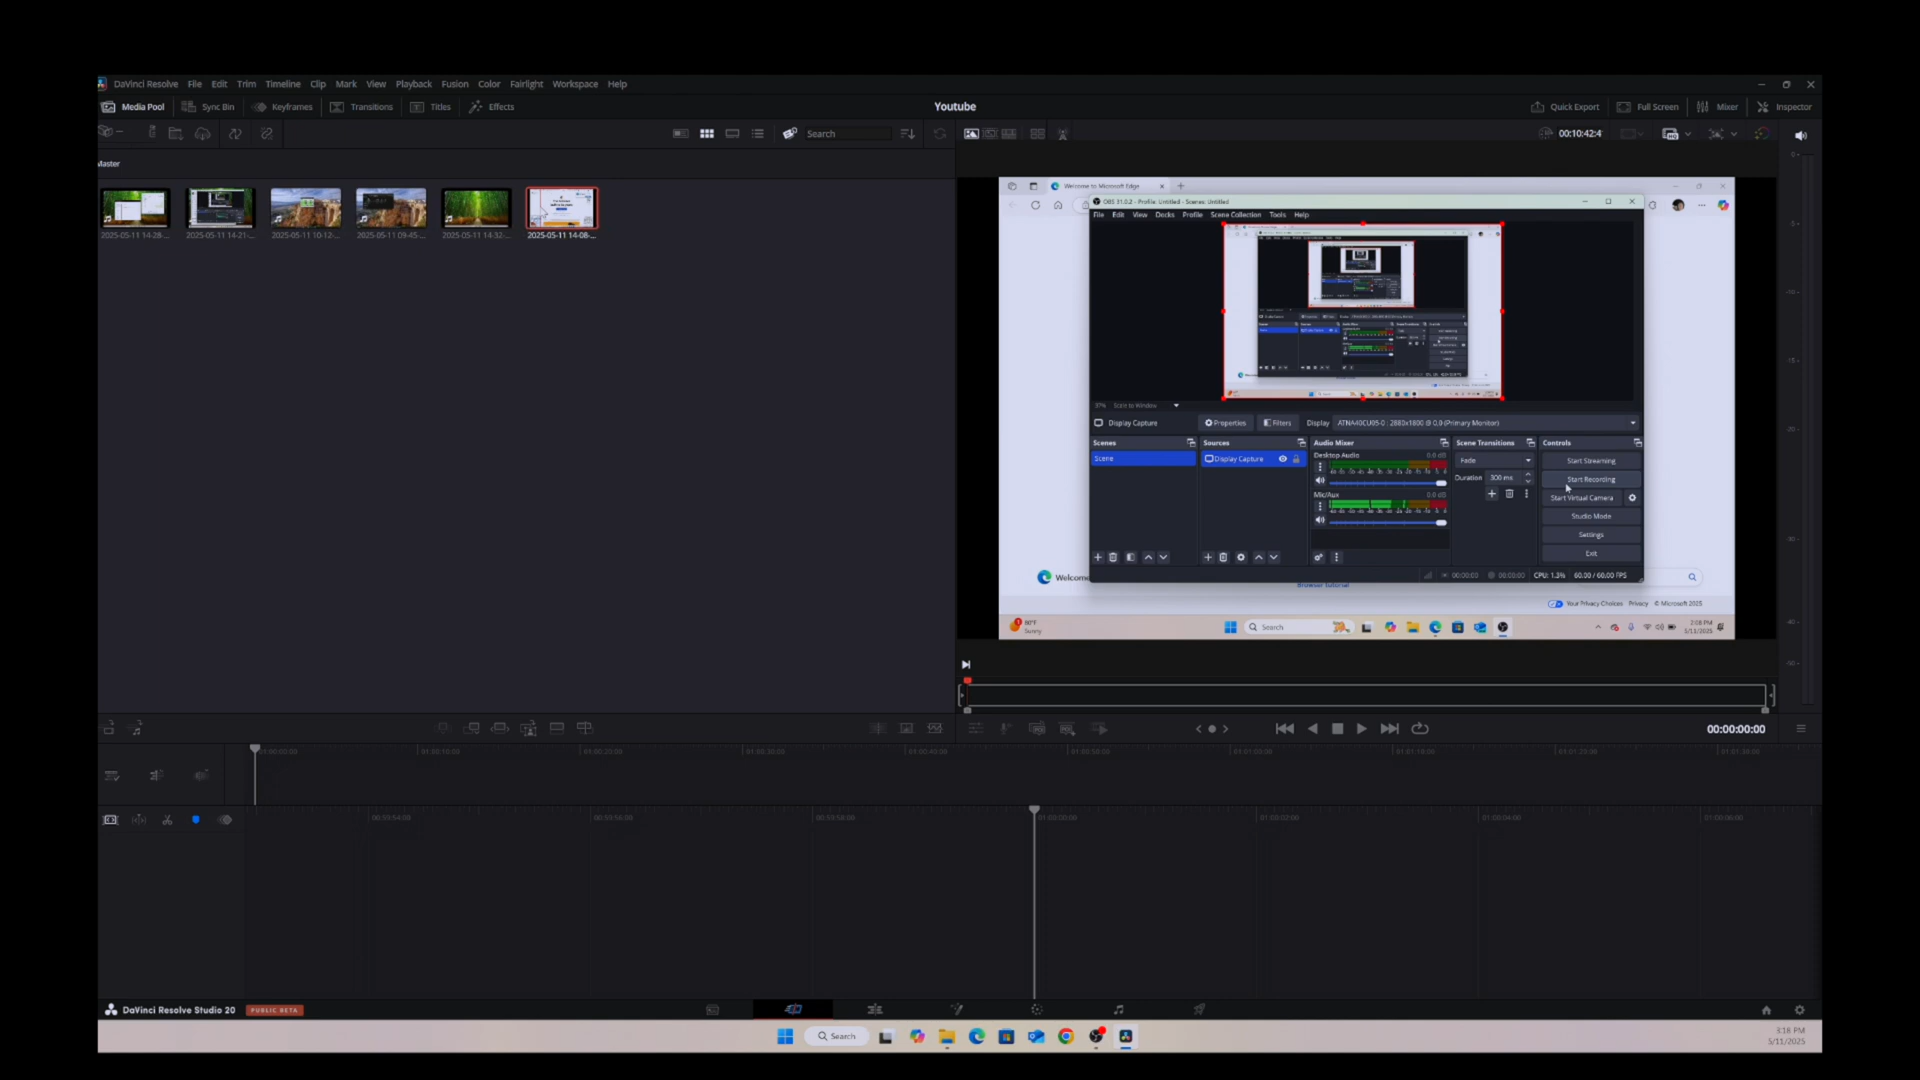 DaVinci Resolve File Edit Trim Timeline Clip Mark View Playback Fusion Color Fairlight Workspace Help
Media Pool Sync Bin Keyframes Transitions Titles Effects Youtube Quick Export Full Screen Mixer Inspector
Search 00:10:42:4
Master
2025-05-11 14-28-... 2025-05-11 14-21-... 2025-05-11 10-12-... 2025-05-11 09-45-... 2025-05-11 14-32-... 2025-05-11 14-08-...
Welcome to Microsoft Edge
OBS 31.0.2 - Profile: Untitled - Scenes: Untitled
File Edit View Docks Profile Scene Collection Tools Help
37% Scale to Window
Display Capture Properties Filters Display ATNA40CU05-0 : 2880x1800 @ 0,0 (Primary Monitor)
Scenes Sources Audio Mixer Scene Transitions Controls
Scene Display Capture Desktop Audio 0.0 dB Fade Start Streaming
Duration 300 ms Start Recording
Mic/Aux 0.0 dB Start Virtual Camera
Studio Mode
Settings
Exit
00:00:00 00:00:00 CPU: 1.3% 60.00 / 60.00 FPS
Welcome
Browser tutorial
Your Privacy Choices Privacy © Microsoft 2025
80°F
Sunny
Search
2:08 PM
5/11/2025
00:00:00:00
01:00:00:00 01:00:10:00 01:00:20:00 01:00:30:00 01:00:40:00 01:00:50:00 01:01:00:00 01:01:10:00 01:01:20:00 01:01:30:00
00:59:54:00 00:59:56:00 00:59:58:00 01:00:00:00 01:00:02:00 01:00:04:00 01:00:06:00
DaVinci Resolve Studio 20 PUBLIC BETA
Search
3:18 PM
5/11/2025